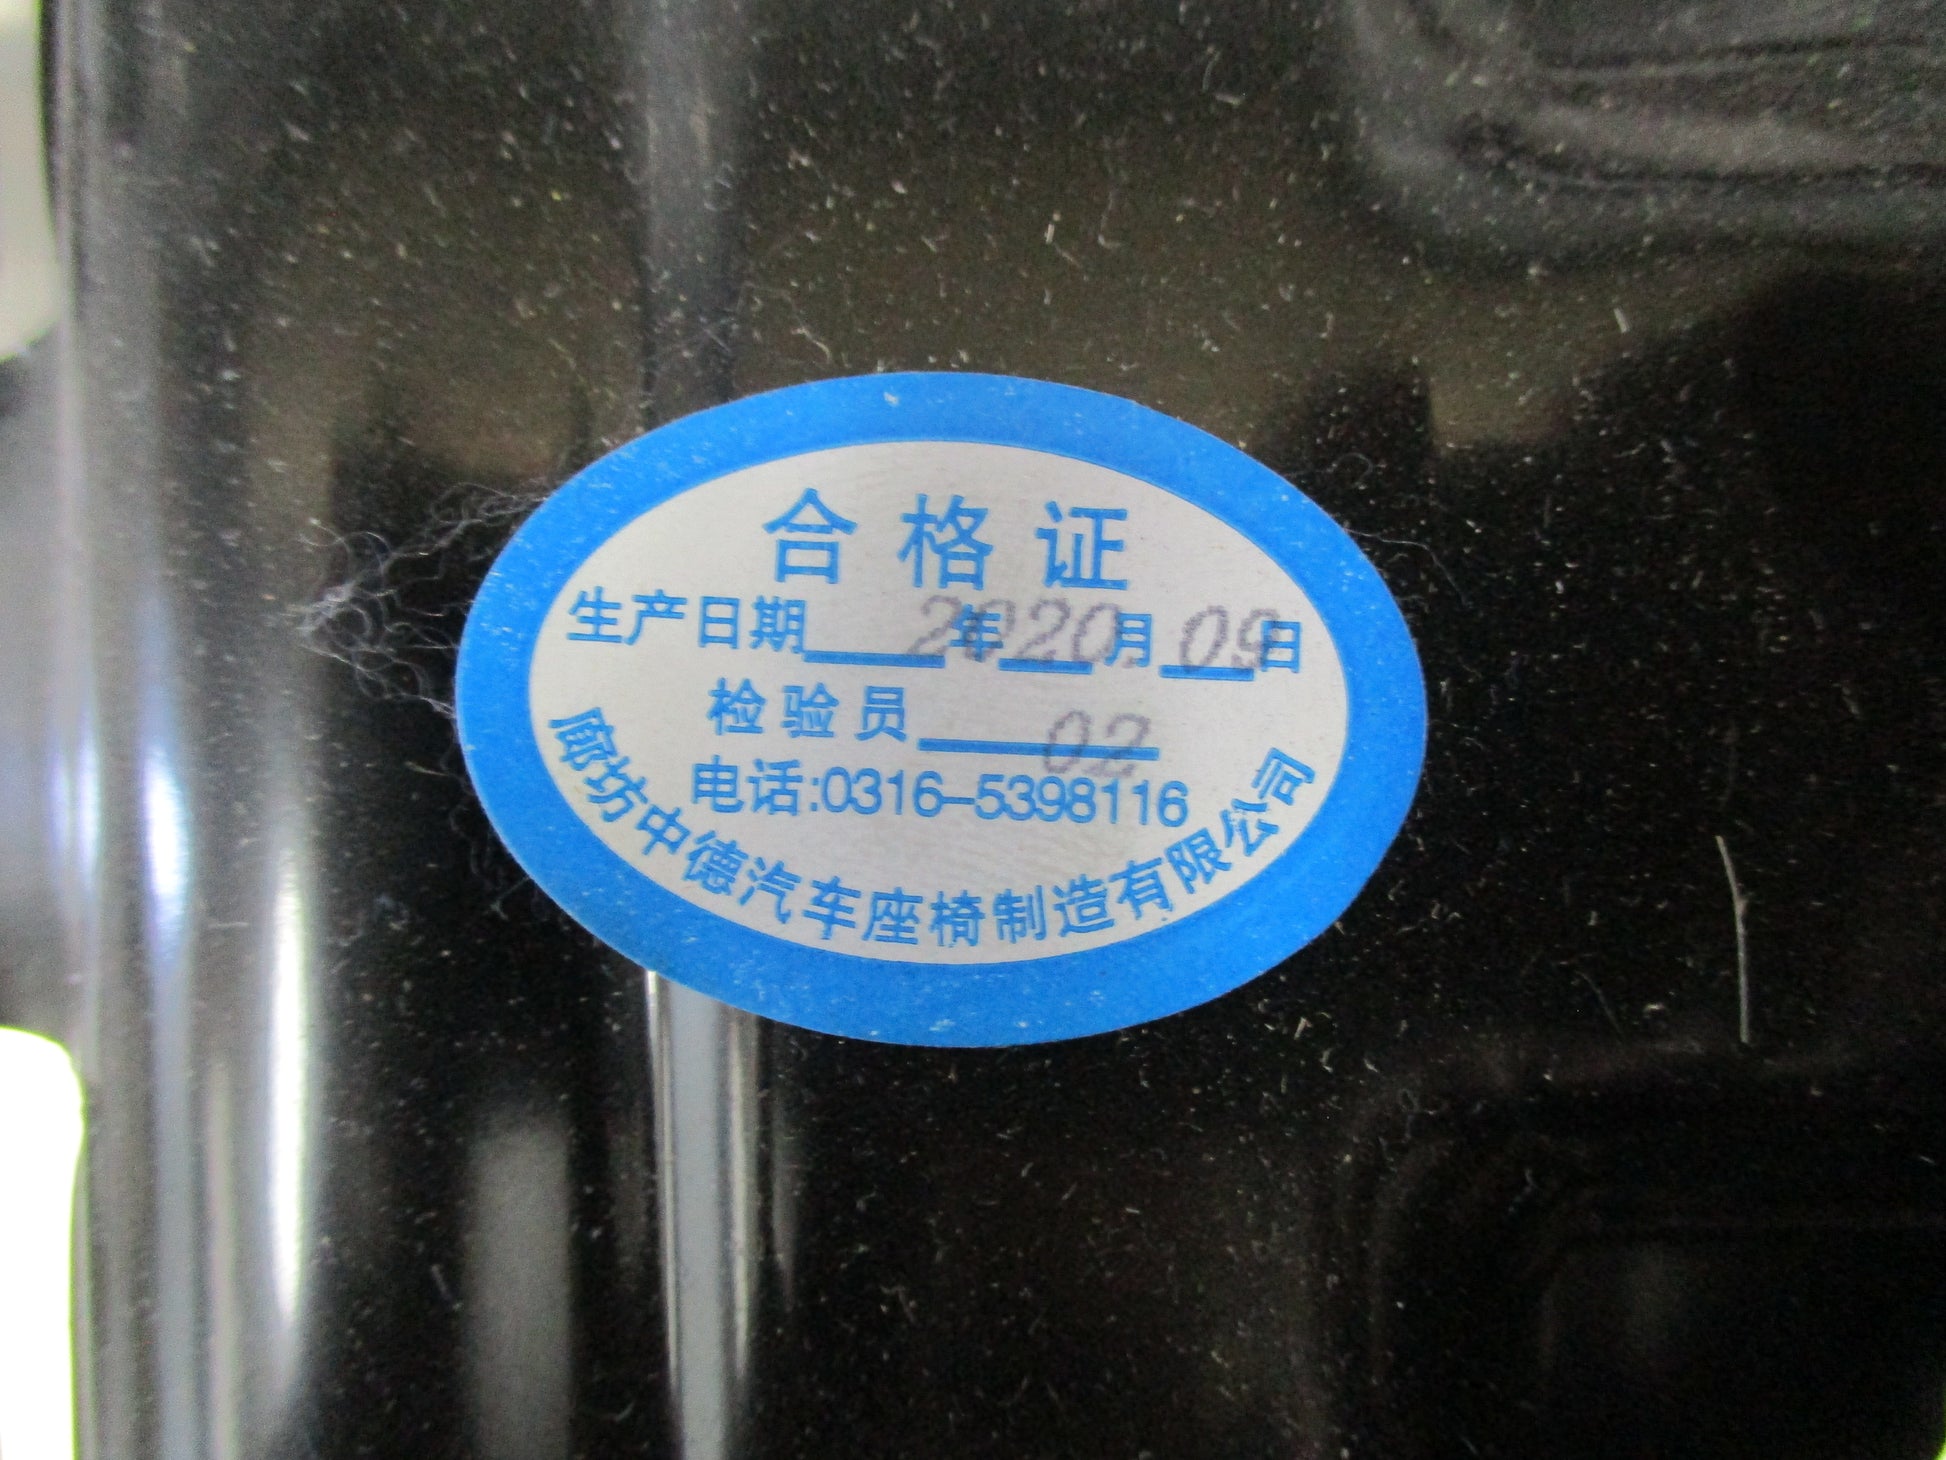 合格证
生产日期 2020.09 年 月 日
检验员 02
电话:0316-5398116
廊坊中德汽车座椅制造有限公司